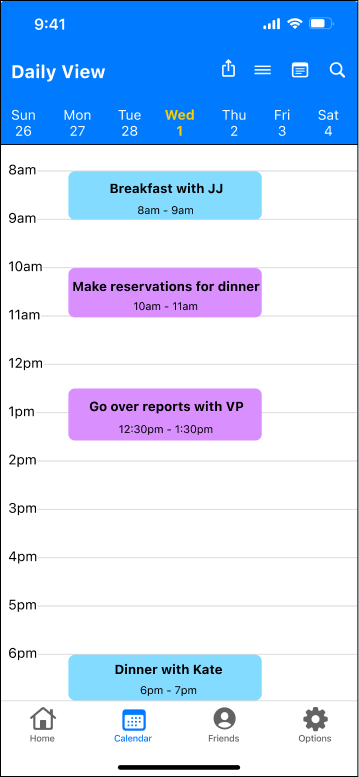 9:41
Daily View
Sun Mon Tue Wed Thu Fri Sat
26 27 28 1 2 3 4
8am
Breakfast with JJ
8am - 9am
9am
10am
Make reservations for dinner
10am - 11am
11am
12pm
Go over reports with VP
1pm
12:30pm - 1:30pm
2pm
3pm
4pm
5pm
6pm
Dinner with Kate
6pm - 7pm
Home Calendar Friends Options